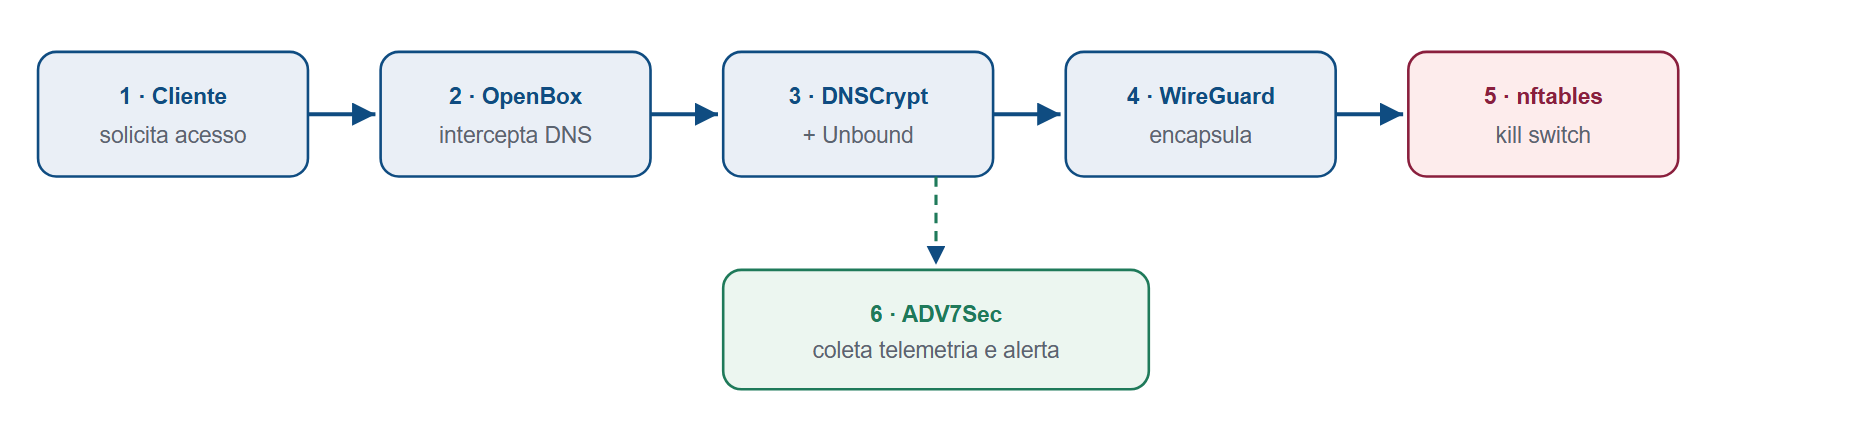 1 · Cliente
solicita acesso
2 · OpenBox
intercepta DNS
3 · DNSCrypt
+ Unbound
4 · WireGuard
encapsula
5 · nftables
kill switch
6 · ADV7Sec
coleta telemetria e alerta